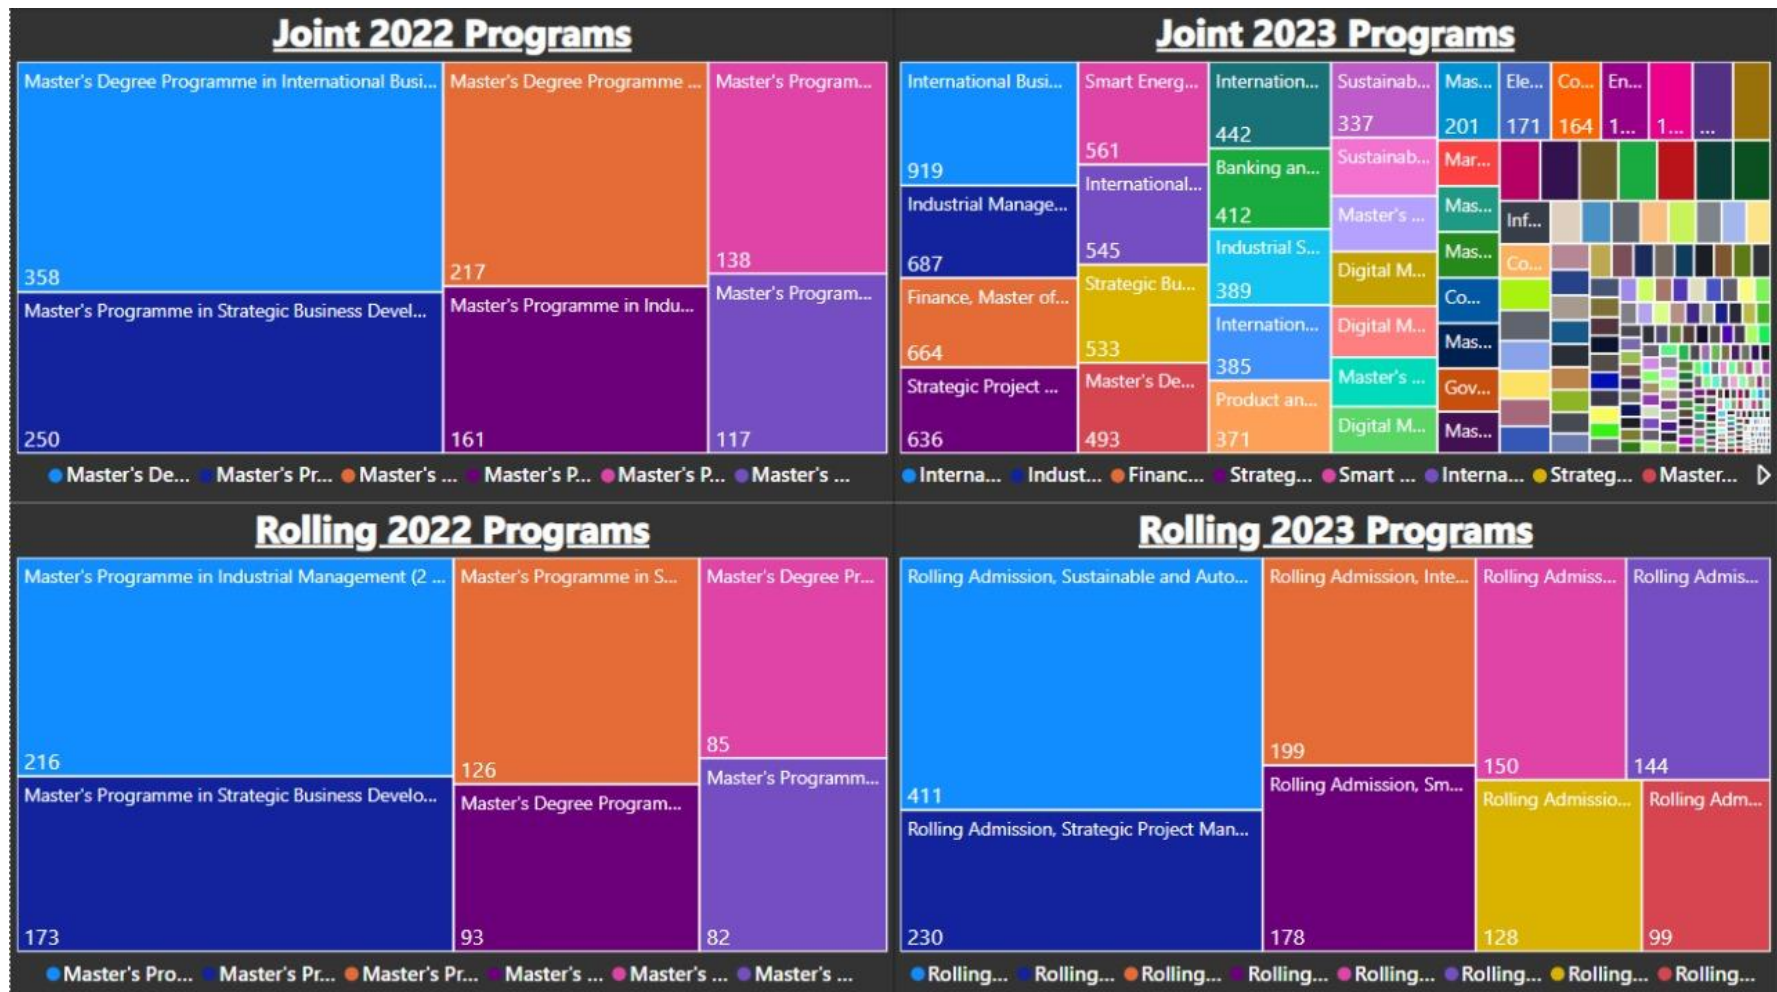 Joint 2022 Programs
Master's Degree Programme in International Busi...
358
Master's Programme in Strategic Business Devel...
250
Master's Degree Programme ...
217
Master's Programme in Indu...
161
Master's Program...
138
Master's Program...
117
Master's De... Master's Pr... Master's ... Master's P... Master's P... Master's ...
Joint 2023 Programs
International Busi...
919
Industrial Manage...
687
Finance, Master of...
664
Strategic Project ...
636
Smart Energ...
561
International...
545
Strategic Bu...
533
Master's De...
493
Internation...
442
Banking an...
412
Industrial S...
389
Internation...
385
Product an...
371
Sustainab...
337
Sustainab...
Master's ...
Digital M...
Digital M...
Master's ...
Digital M...
Mas...
201
Mar...
Mas...
Mas...
Co...
Mas...
Gov...
Mas...
Ele...
171
Co...
164
En...
1...
1...
...
Inf...
Co...
Interna... Indust... Financ... Strateg... Smart ... Interna... Strateg... Master...
Rolling 2022 Programs
Master's Programme in Industrial Management (2 ...
216
Master's Programme in Strategic Business Develo...
173
Master's Programme in S...
126
Master's Degree Program...
93
Master's Degree Pr...
85
Master's Programm...
82
Master's Pro... Master's Pr... Master's Pr... Master's ... Master's ... Master's ...
Rolling 2023 Programs
Rolling Admission, Sustainable and Auto...
411
Rolling Admission, Strategic Project Man...
230
Rolling Admission, Inte...
199
Rolling Admission, Sm...
178
Rolling Admiss...
150
Rolling Admis...
144
Rolling Admissio...
128
Rolling Adm...
99
Rolling... Rolling... Rolling... Rolling... Rolling... Rolling... Rolling... Rolling...